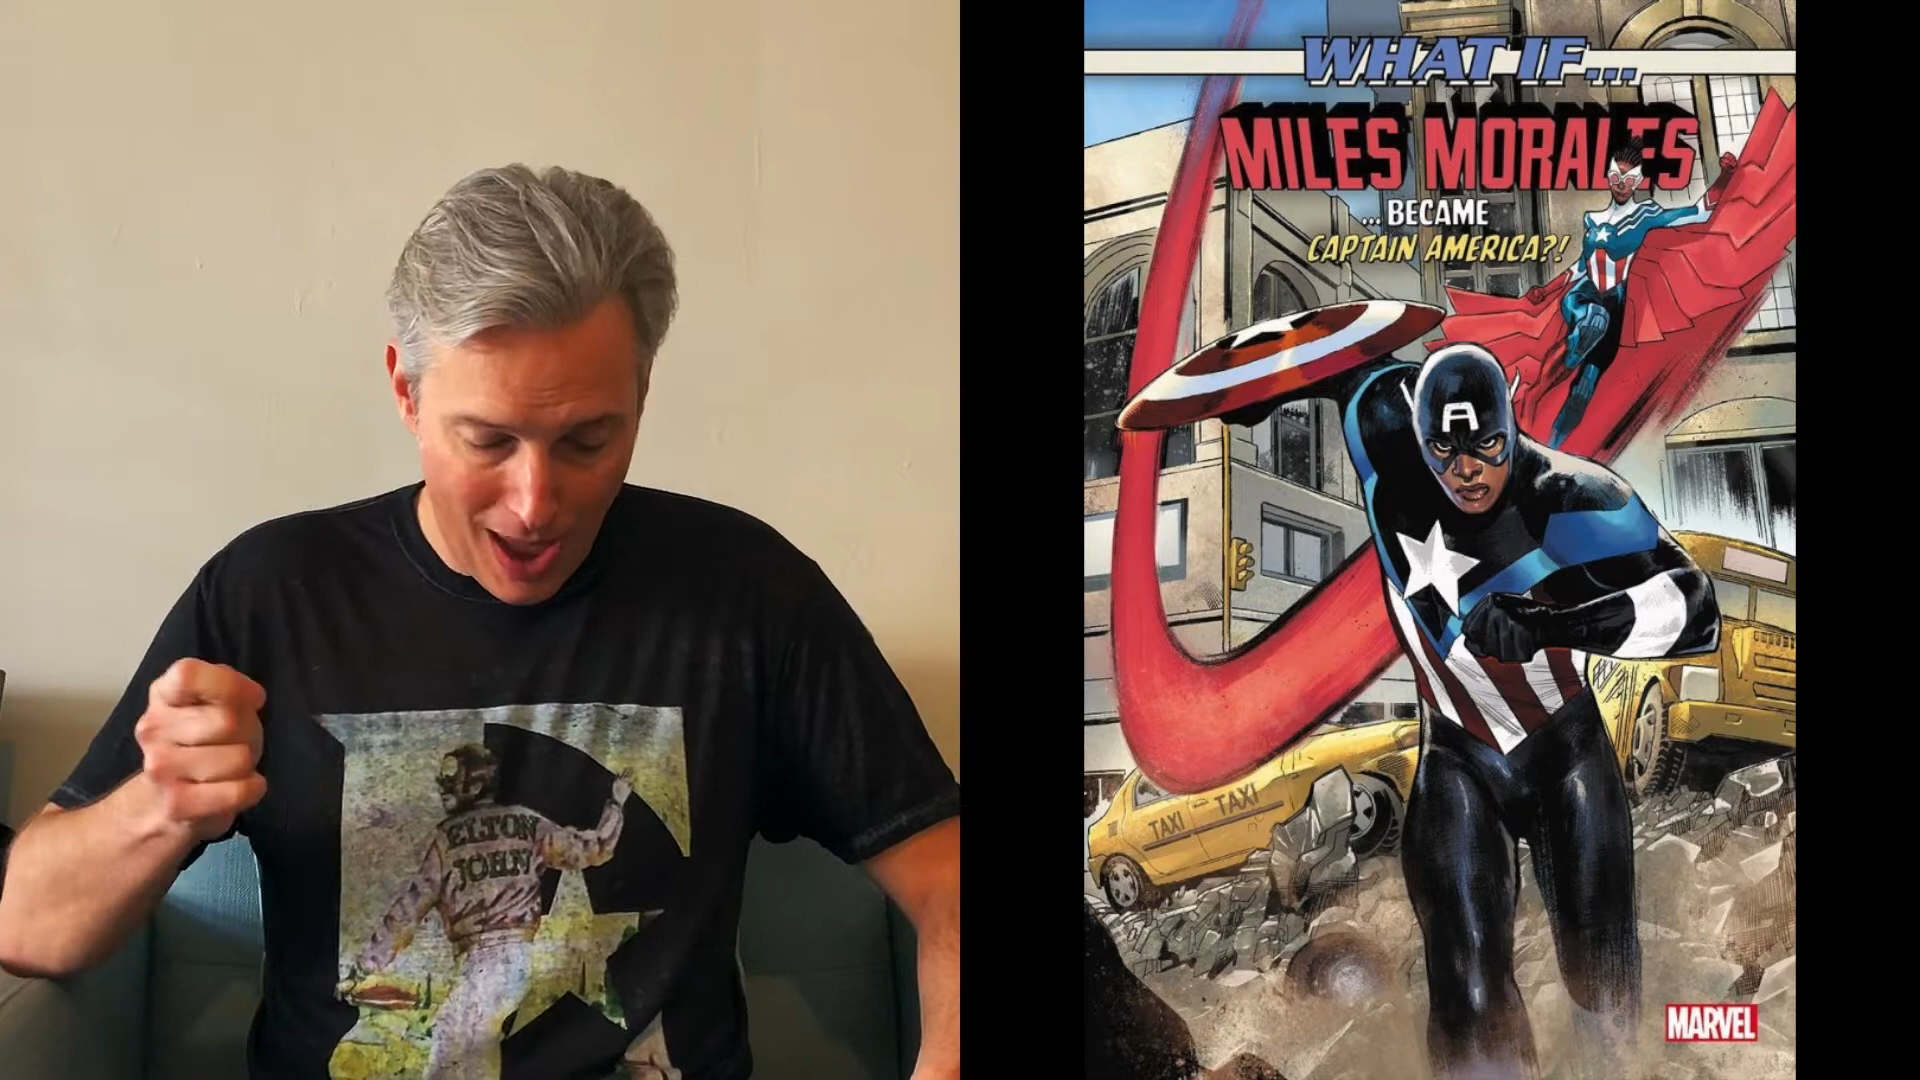 ELTON
JOHN
WHAT IF...
MILES MORALES
...BECAME
CAPTAIN AMERICA?!
A
TAXI TAXI
MARVEL